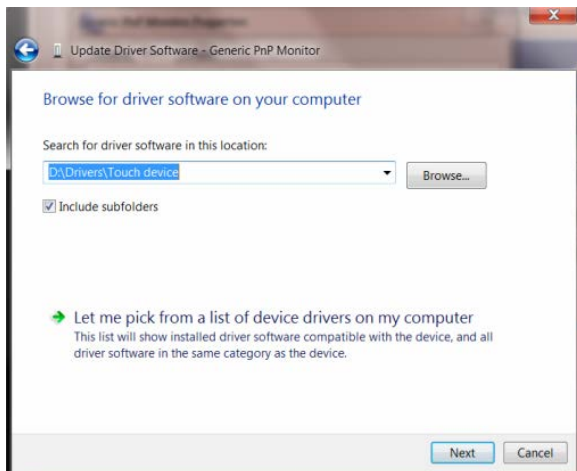 Update Driver Software - Generic PnP Monitor
Browse for driver software on your computer
Search for driver software in this location:
D:\Drivers\Touch device
Browse...
Include subfolders
Let me pick from a list of device drivers on my computer
This list will show installed driver software compatible with the device, and all
driver software in the same category as the device.
Next
Cancel